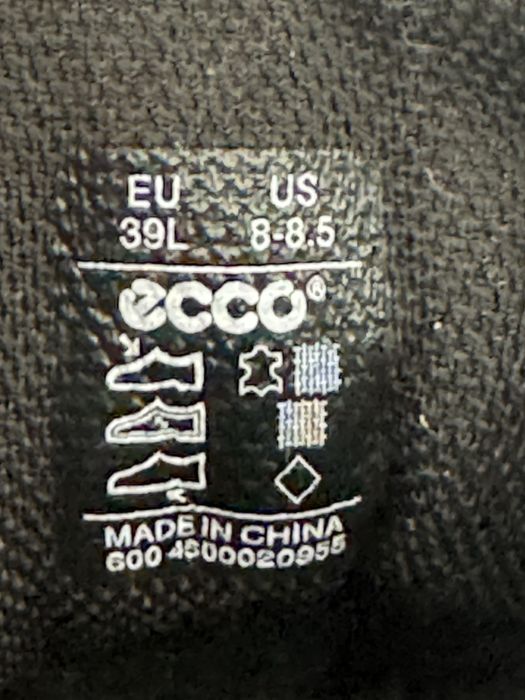 EU US
39L 8-8.5
ecco®
MADE IN CHINA
600 4600020955